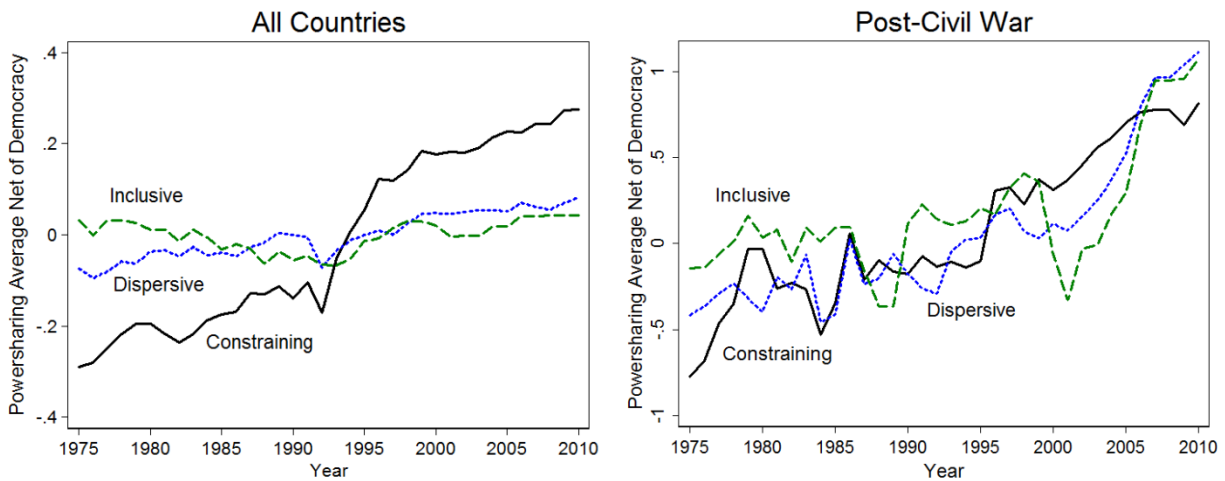 All Countries
Powersharing Average Net of Democracy
.4
.2
0
-.2
-.4
Inclusive
Dispersive
Constraining
1975 1980 1985 1990 1995 2000 2005 2010
Year
Post-Civil War
Powersharing Average Net of Democracy
1
.5
0
-.5
-1
Inclusive
Dispersive
Constraining
1975 1980 1985 1990 1995 2000 2005 2010
Year